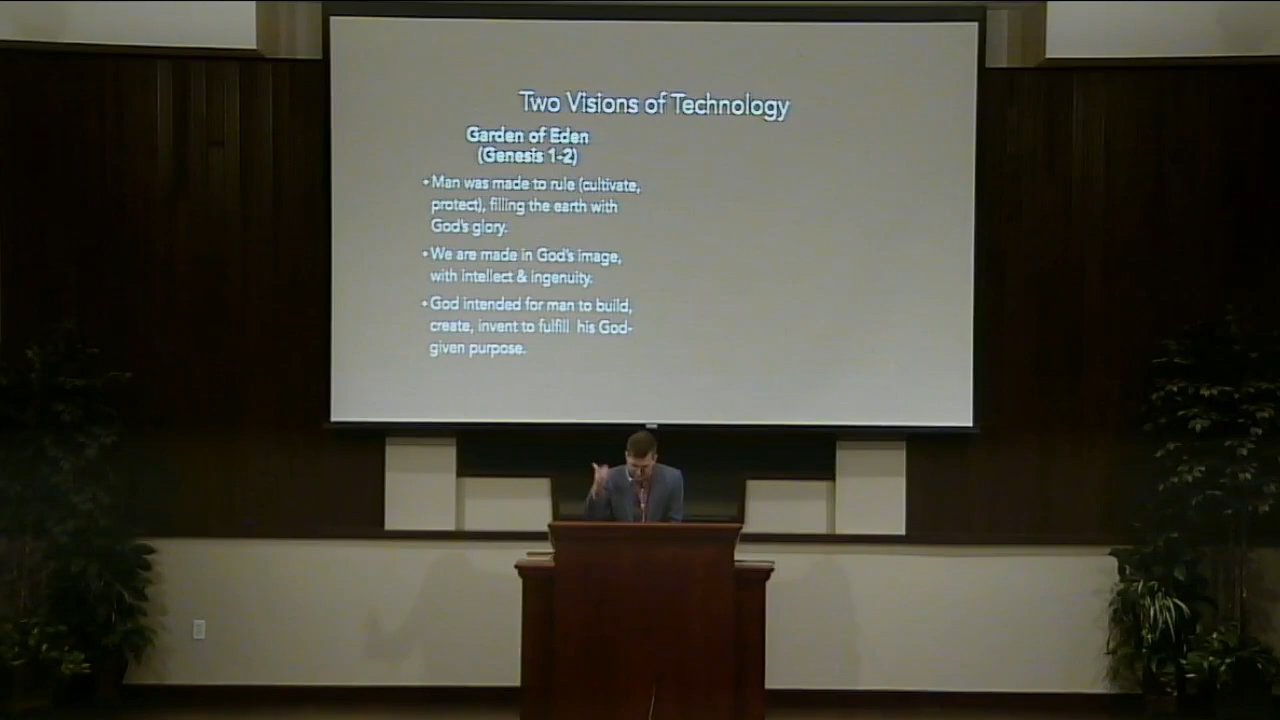 Two Visions of Technology
Garden of Eden
(Genesis 1-2)
• Man was made to rule (cultivate,
protect), filling the earth with
God's glory.
• We are made in God's image,
with intellect & ingenuity.
• God intended for man to build,
create, invent to fulfill his God-
given purpose.